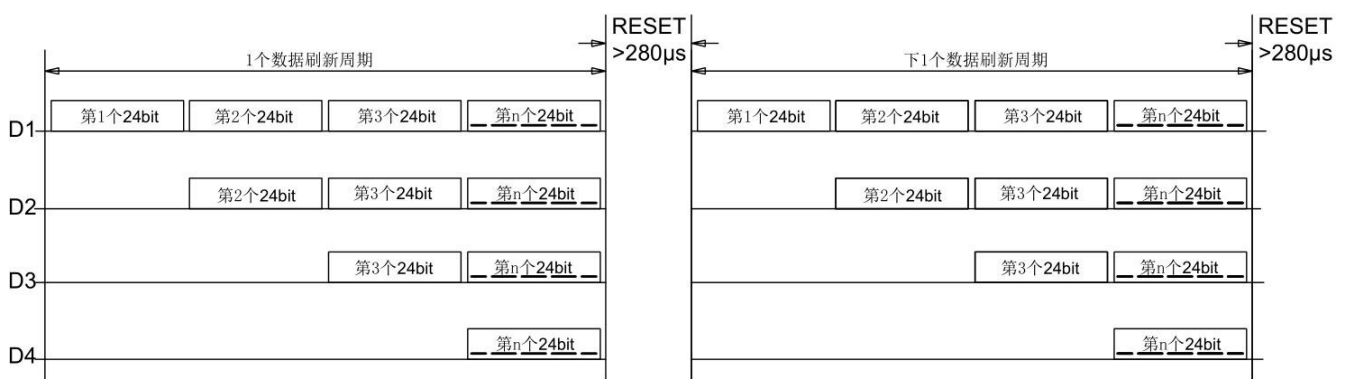 RESET
>280μs
RESET
>280μs
1个数据刷新周期
下1个数据刷新周期
D1
第1个24bit
第2个24bit
第3个24bit
第n个24bit
第1个24bit
第2个24bit
第3个24bit
第n个24bit
D2
第2个24bit
第3个24bit
第n个24bit
第2个24bit
第3个24bit
第n个24bit
D3
第3个24bit
第n个24bit
第3个24bit
第n个24bit
D4
第n个24bit
第n个24bit